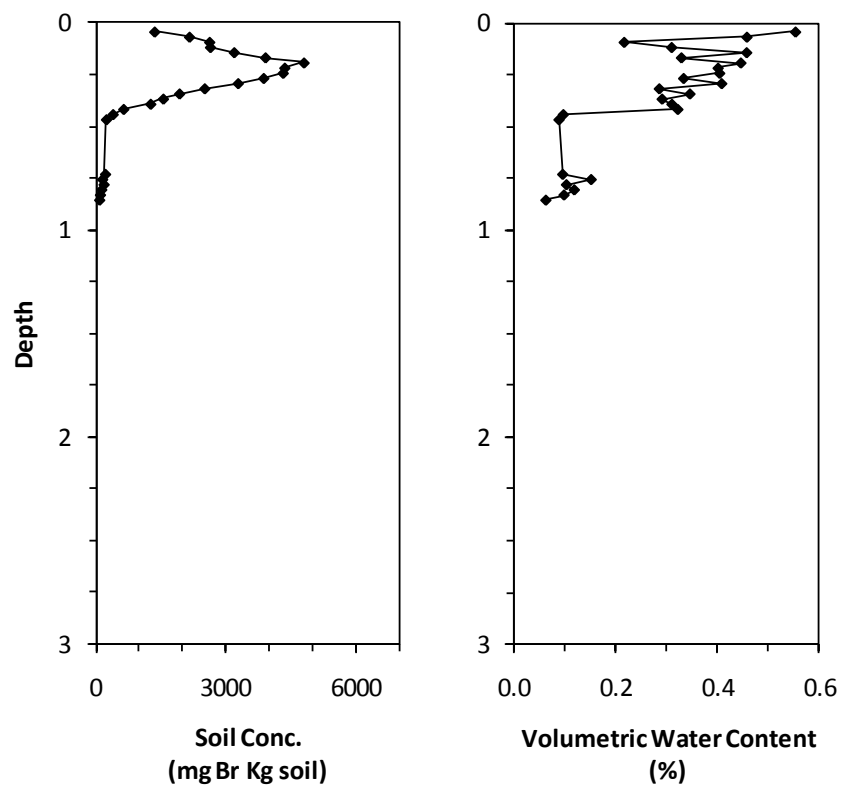 0
1
2
3
Depth
0 3000 6000
Soil Conc.
(mg Br Kg soil)
0
1
2
3
0.0 0.2 0.4 0.6
Volumetric Water Content
(%)